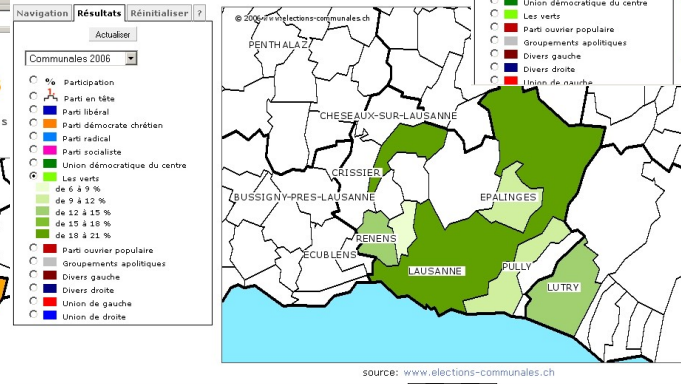 Navigation Résultats Réinitialiser ?
Actualiser
Communales 2006
% Participation
1 Parti en tête
Parti libéral
Parti démocrate chrétien
Parti radical
Parti socialiste
Union démocratique du centre
Les verts
de 6 à 9 %
de 9 à 12 %
de 12 à 15 %
de 15 à 18 %
de 18 à 21 %
Parti ouvrier populaire
Groupements apolitiques
Divers gauche
Divers droite
Union de gauche
Union de droite
© 2006 www.elections-communales.ch
PENTHALAZ
CHESEAUX-SUR-LAUSANNE
CRISSIER
BUSSIGNY-PRES-LAUSANNE
EPALINGES
RENENS
ECUBLENS
LAUSANNE
PULLY
LUTRY
Union démocratique du centre
Les verts
Parti ouvrier populaire
Groupements apolitiques
Divers gauche
Divers droite
Union de gauche
source: www.elections-communales.ch